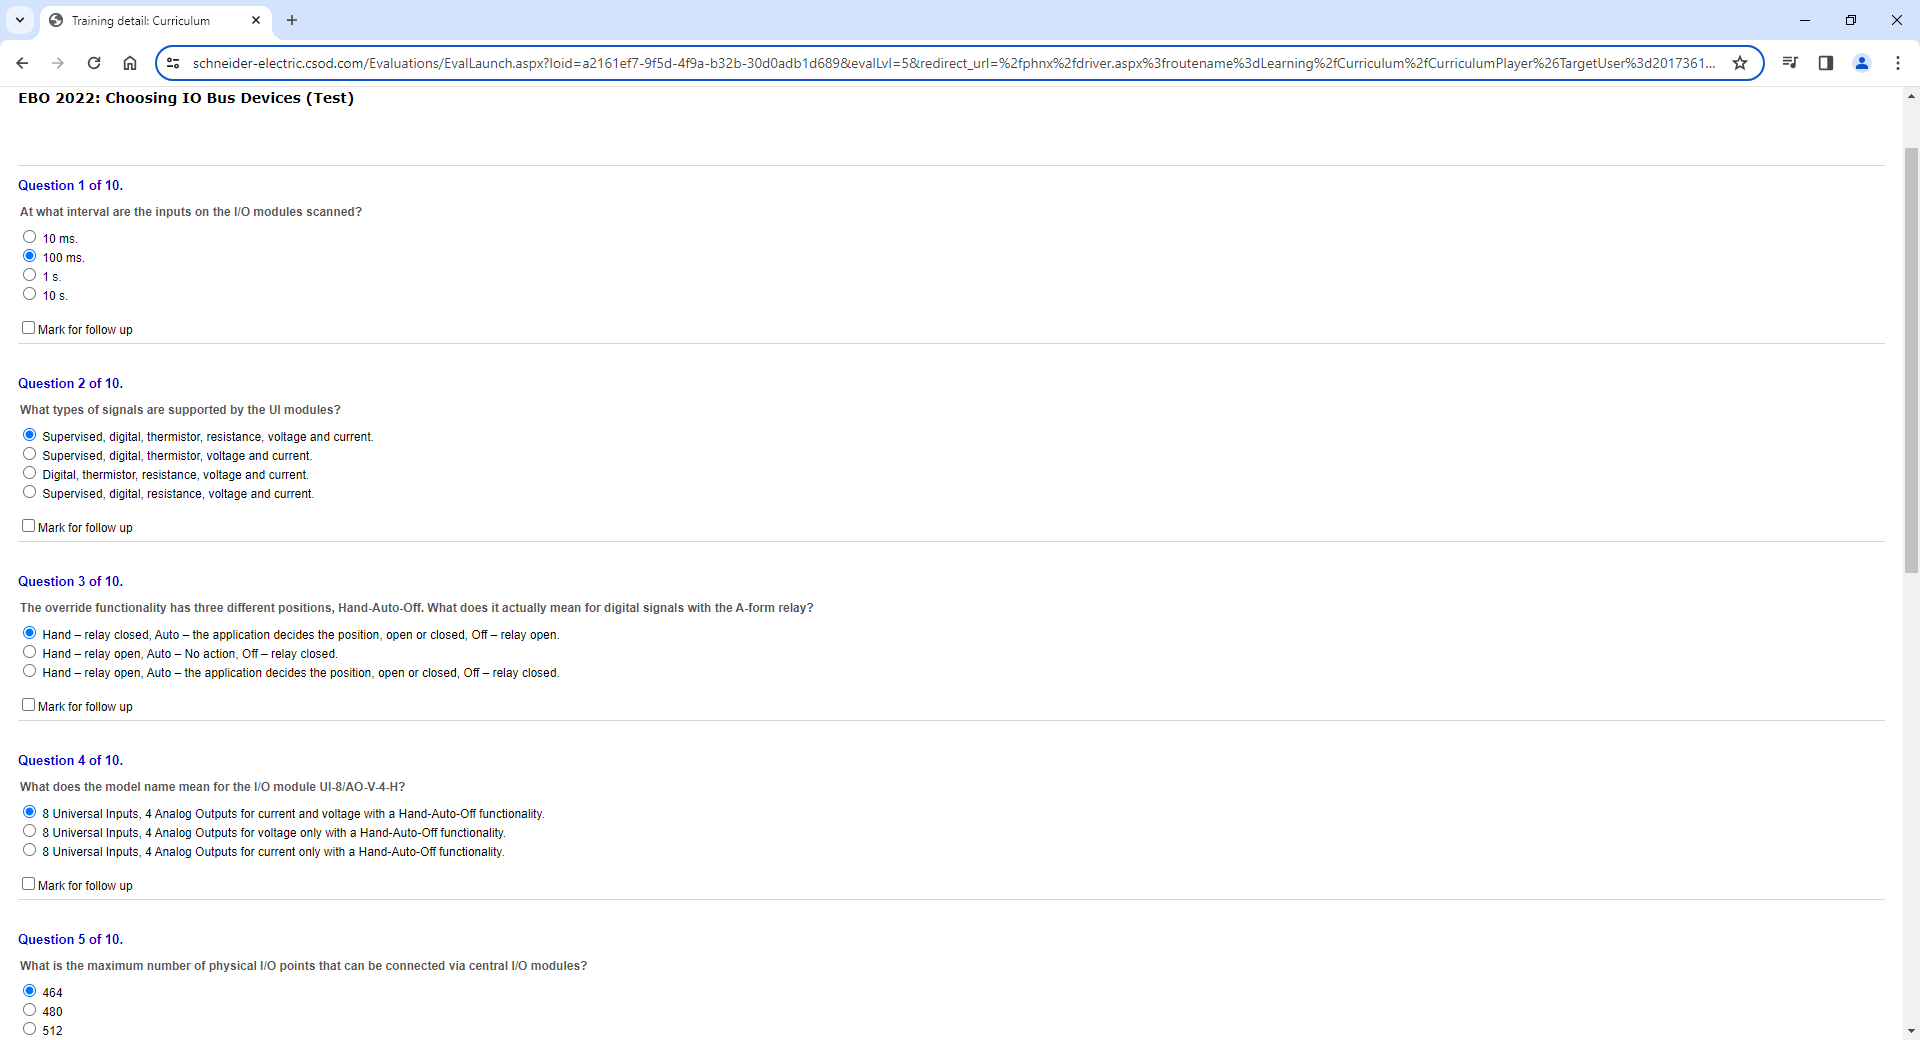 Training detail: Curriculum
schneider-electric.csod.com/Evaluations/EvalLaunch.aspx?loid=a2161ef7-9f5d-4f9a-b32b-30d0adb1d689&evalLvl=5&redirect_url=%2fphnx%2fdriver.aspx%3froutename%3dLearning%2fCurriculum%2fCurriculumPlayer%26TargetUser%3d2017361...
EBO 2022: Choosing IO Bus Devices (Test)
Question 1 of 10.
At what interval are the inputs on the I/O modules scanned?
10 ms.
100 ms.
1 s.
10 s.
Mark for follow up
Question 2 of 10.
What types of signals are supported by the UI modules?
Supervised, digital, thermistor, resistance, voltage and current.
Supervised, digital, thermistor, voltage and current.
Digital, thermistor, resistance, voltage and current.
Supervised, digital, resistance, voltage and current.
Mark for follow up
Question 3 of 10.
The override functionality has three different positions, Hand-Auto-Off. What does it actually mean for digital signals with the A-form relay?
Hand – relay closed, Auto – the application decides the position, open or closed, Off – relay open.
Hand – relay open, Auto – No action, Off – relay closed.
Hand – relay open, Auto – the application decides the position, open or closed, Off – relay closed.
Mark for follow up
Question 4 of 10.
What does the model name mean for the I/O module UI-8/AO-V-4-H?
8 Universal Inputs, 4 Analog Outputs for current and voltage with a Hand-Auto-Off functionality.
8 Universal Inputs, 4 Analog Outputs for voltage only with a Hand-Auto-Off functionality.
8 Universal Inputs, 4 Analog Outputs for current only with a Hand-Auto-Off functionality.
Mark for follow up
Question 5 of 10.
What is the maximum number of physical I/O points that can be connected via central I/O modules?
464
480
512